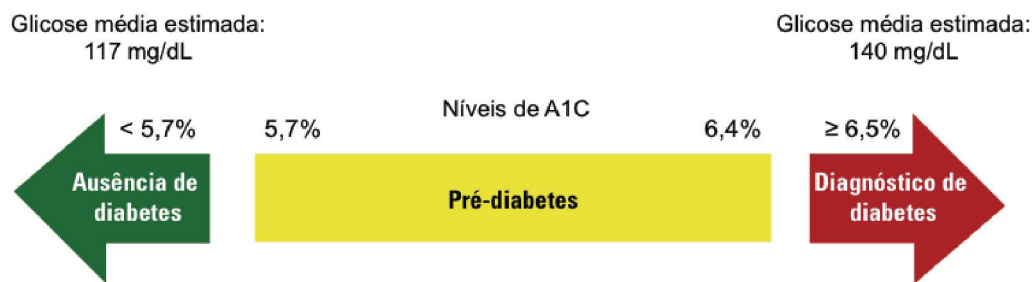 Glicose média estimada:
117 mg/dL
Glicose média estimada:
140 mg/dL
Níveis de A1C
< 5,7%
5,7%
6,4%
≥ 6,5%
Ausência de
diabetes
Pré-diabetes
Diagnóstico de
diabetes